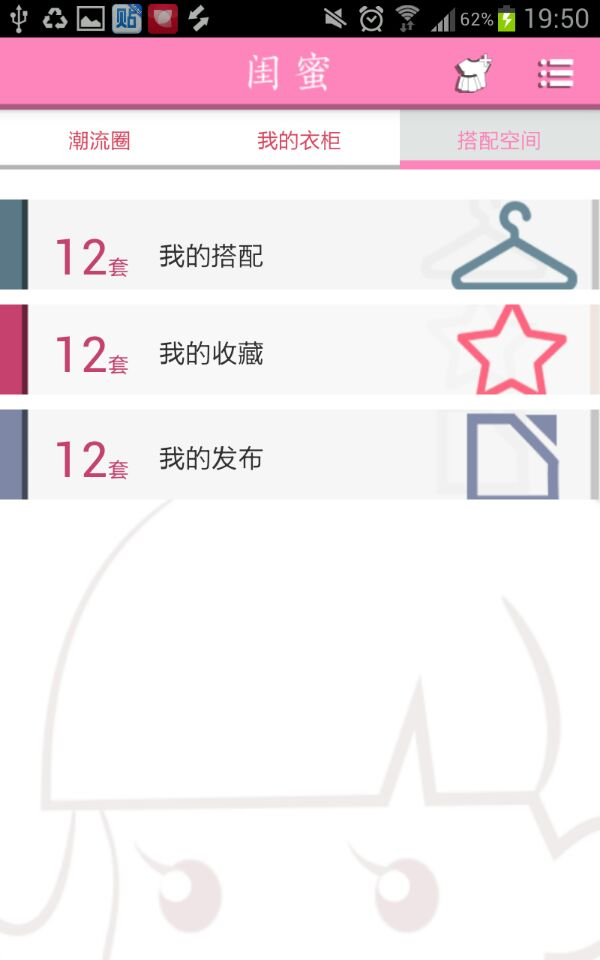 贴 62% 19:50
闺蜜
潮流圈 我的衣柜 搭配空间
12套 我的搭配
12套 我的收藏
12套 我的发布